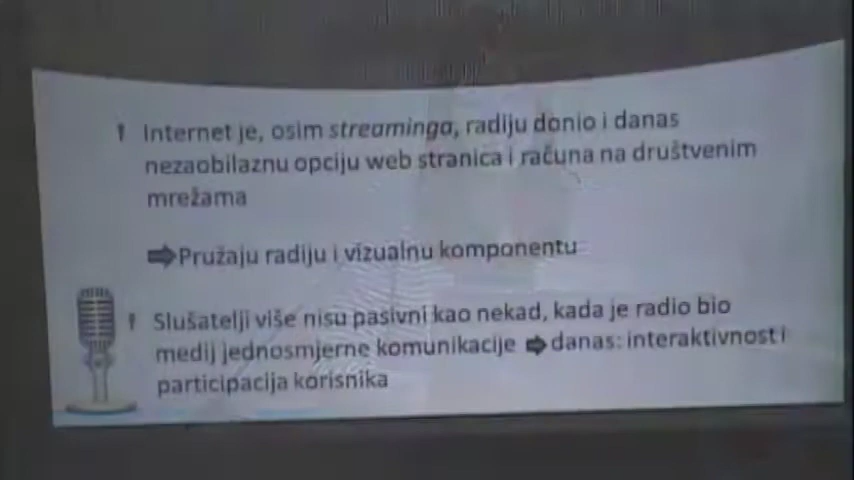 ! Internet je, osim streaminga, radiju donio i danas
nezaobilaznu opciju web stranica i računa na društvenim
mrežama
⇨Pružaju radiju i vizualnu komponentu
! Slušatelji više nisu pasivni kao nekad, kada je radio bio
medij jednosmjerne komunikacije ⇨danas: interaktivnost i
participacija korisnika